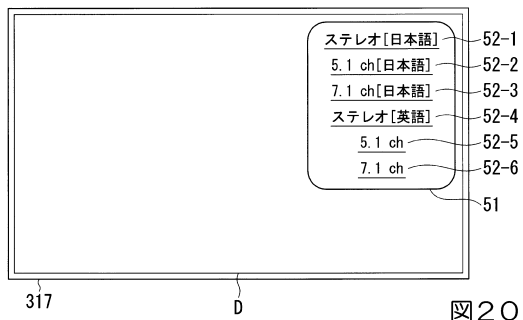 ステレオ[日本語] 52-1
5.1 ch[日本語] 52-2
7.1 ch[日本語] 52-3
ステレオ[英語] 52-4
5.1 ch 52-5
7.1 ch 52-6
51
317 D
図20